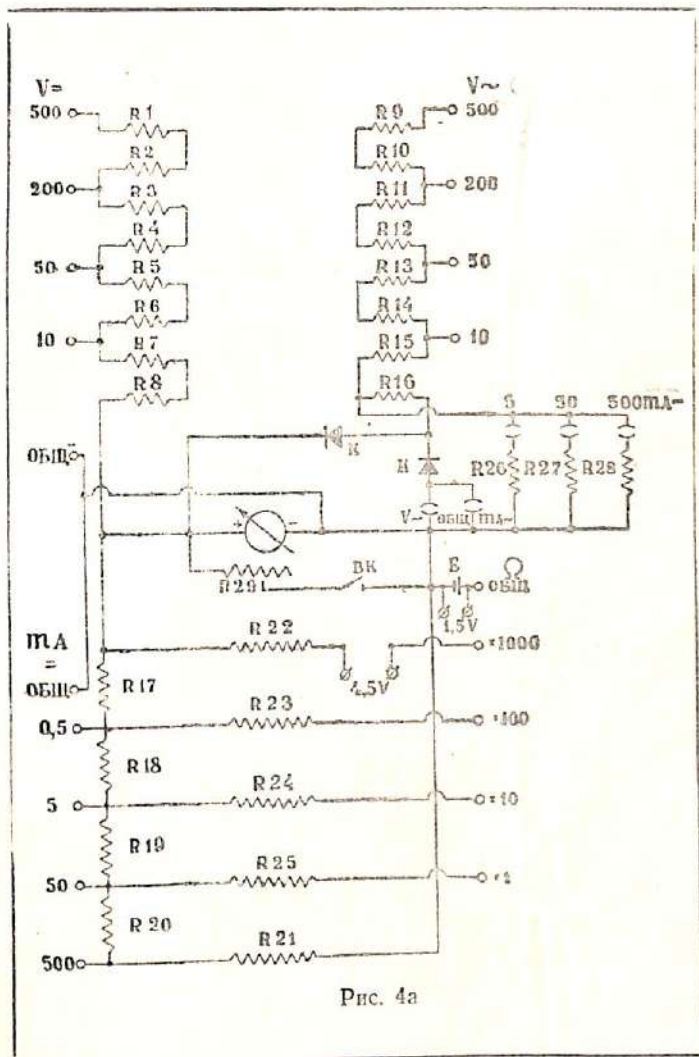 V=
V~
500
R1
R9
500
R2
R10
200
R3
R11
200
R4
R12
50
R5
R13
50
R6
R14
10
R7
R15
10
R8
R16
5
50
500mA~
ОБЩ
К
К
R26
R27
R28
+
-
V~
ОБЩ
mA~
R29
ВК
Е
Ω
ОБЩ
1,5V
mA
=
R22
×1000
ОБЩ
R17
4,5V
0,5
R23
×100
R18
5
R24
×10
R19
50
R25
×1
R20
500
R21
Рис. 4а